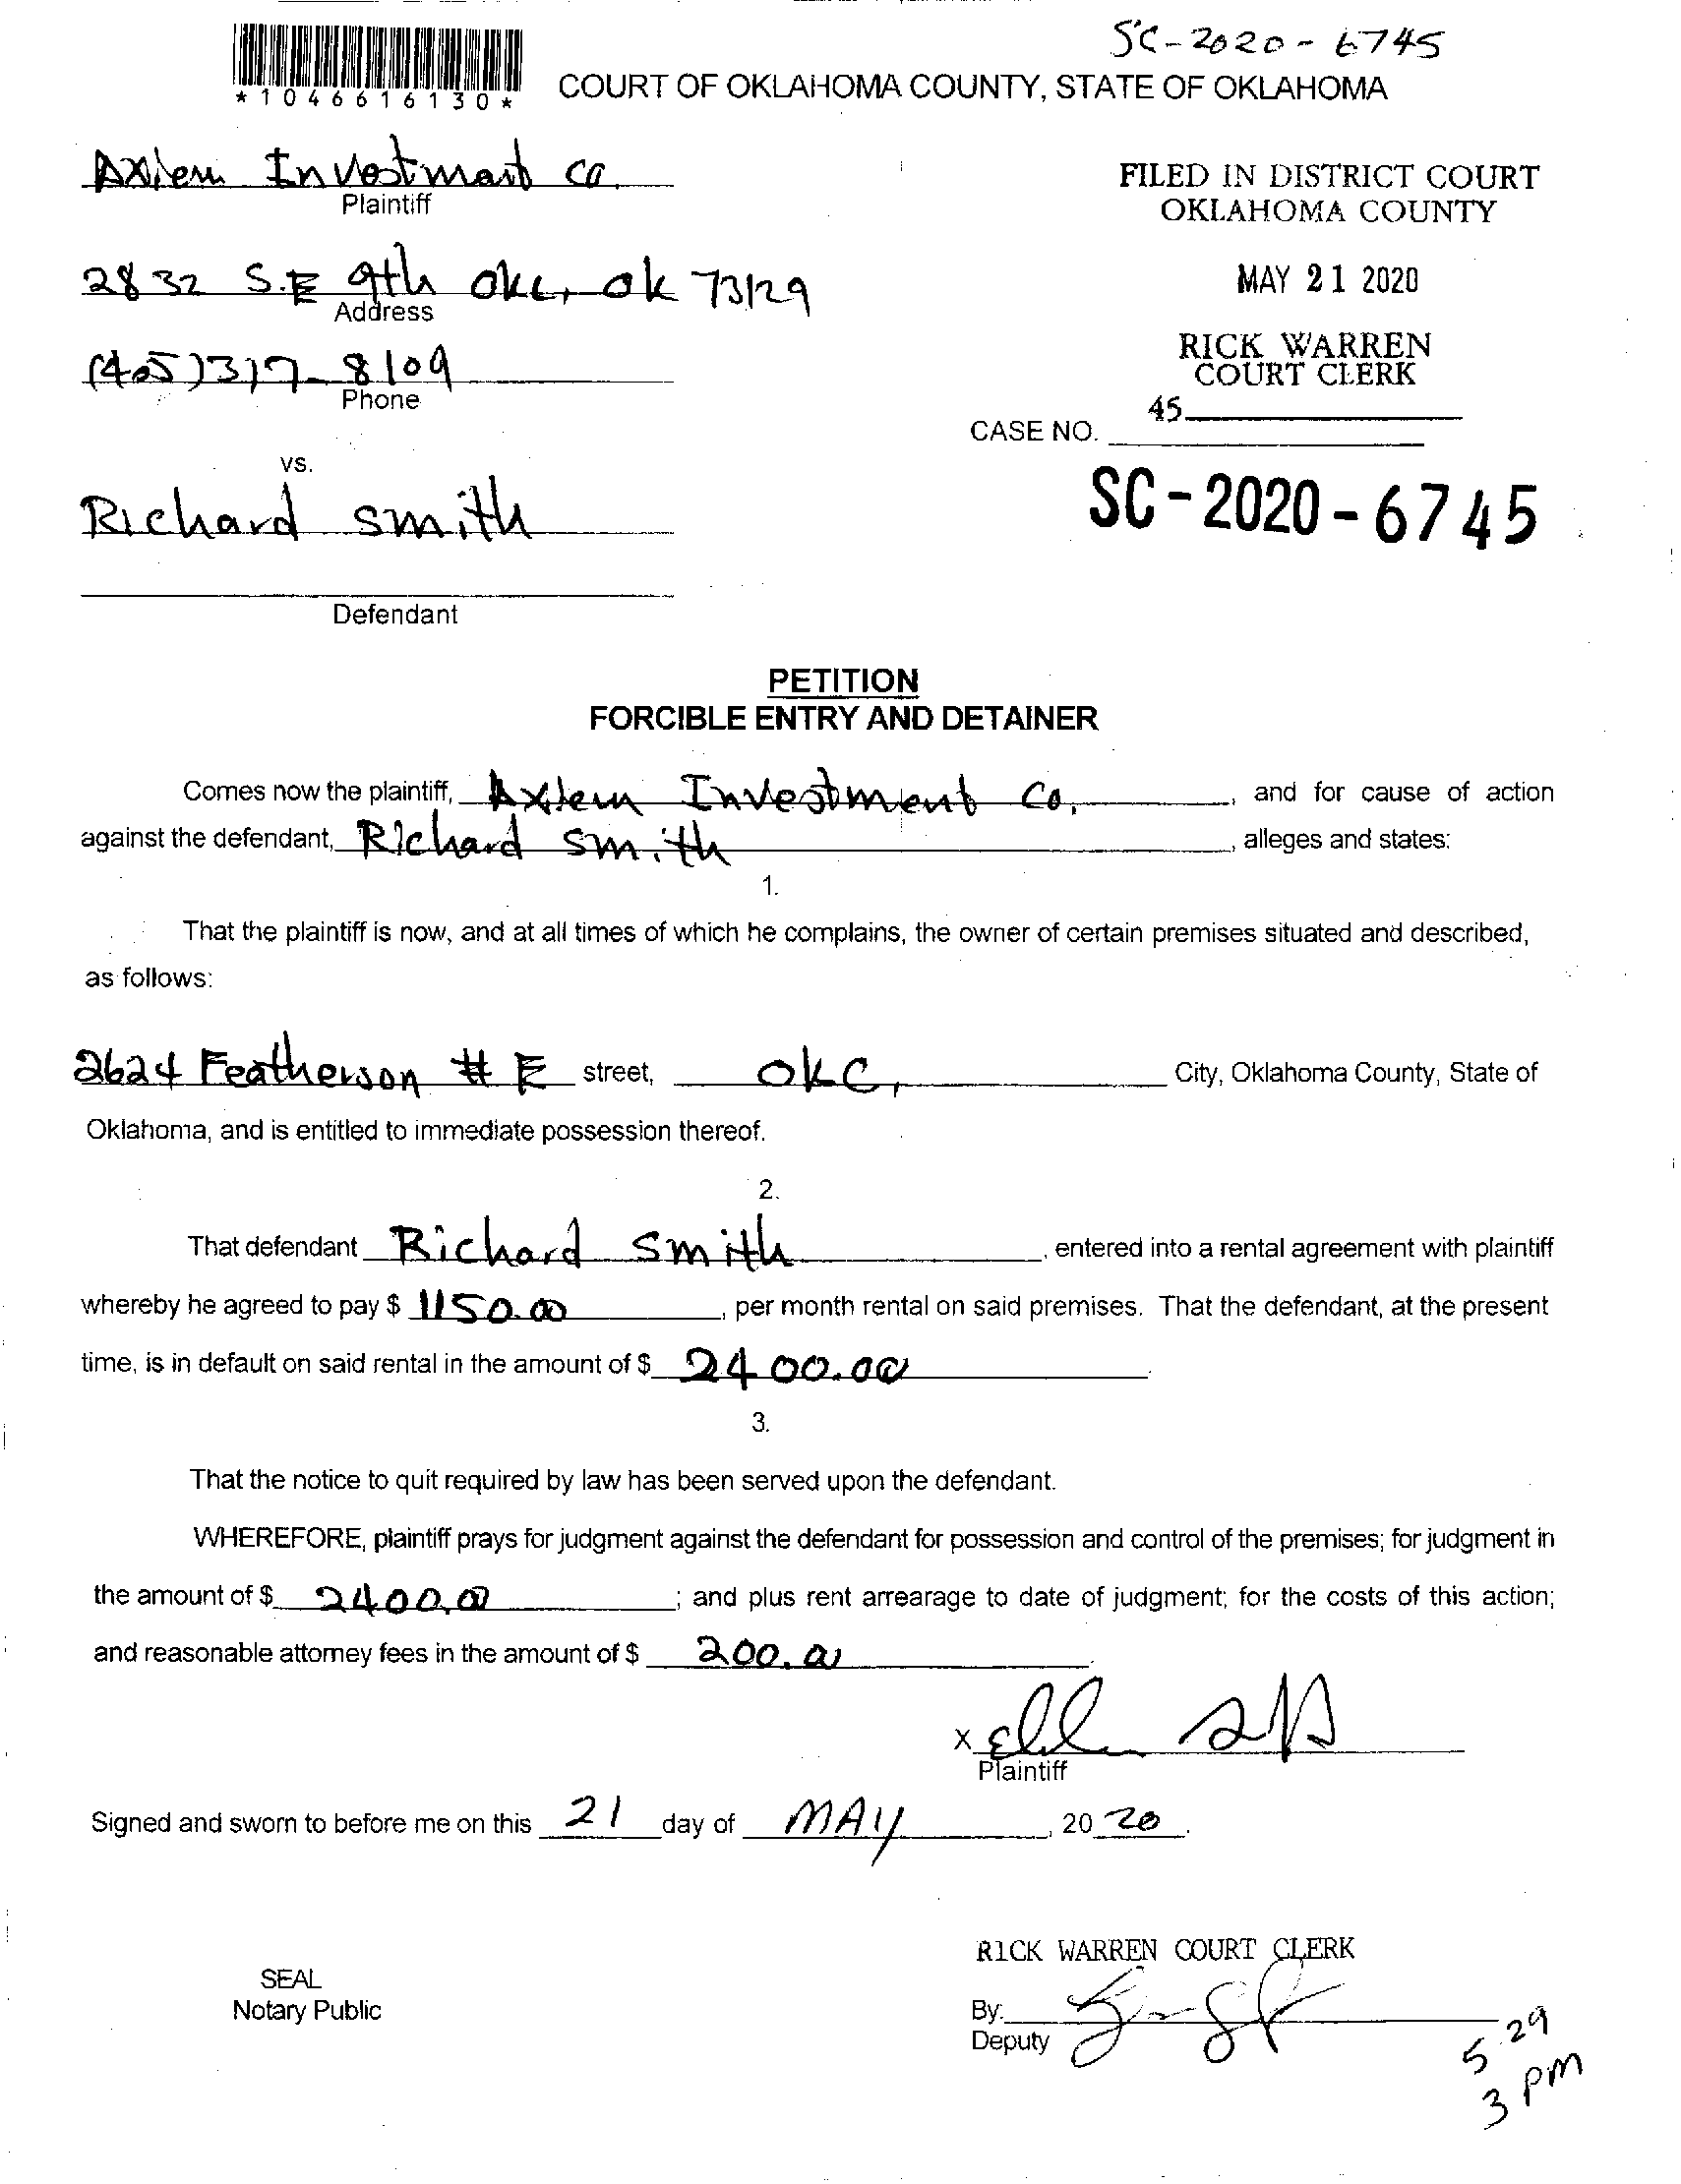 SC-2020-6745
*1046616130*
COURT OF OKLAHOMA COUNTY, STATE OF OKLAHOMA
Axiem Investment Co.
Plaintiff
FILED IN DISTRICT COURT
OKLAHOMA COUNTY
2832 S.E 9th okc, ok 73129
Address
MAY 21 2020
RICK WARREN
COURT CLERK
(405)317-8109
Phone
45
CASE NO.
vs.
SC-2020-6745
Richard Smith
Defendant
PETITION
FORCIBLE ENTRY AND DETAINER
Comes now the plaintiff, Axiem Investment Co. , and for cause of action
against the defendant, Richard Smith , alleges and states:
1.
That the plaintiff is now, and at all times of which he complains, the owner of certain premises situated and described,
as follows:
2624 Featherson # E street, OKC, City, Oklahoma County, State of
Oklahoma, and is entitled to immediate possession thereof.
2.
That defendant Richard Smith , entered into a rental agreement with plaintiff
whereby he agreed to pay $ 1150.00 , per month rental on said premises. That the defendant, at the present
time, is in default on said rental in the amount of $ 2400.00 .
3.
That the notice to quit required by law has been served upon the defendant.
WHEREFORE, plaintiff prays for judgment against the defendant for possession and control of the premises; for judgment in
the amount of $ 2400.00 ; and plus rent arrearage to date of judgment; for the costs of this action;
and reasonable attorney fees in the amount of $ 200.00 .
X
Plaintiff
Signed and sworn to before me on this 21 day of MAY , 20 20 .
RICK WARREN COURT CLERK
SEAL
Notary Public
By:
Deputy
5 29
3 pm